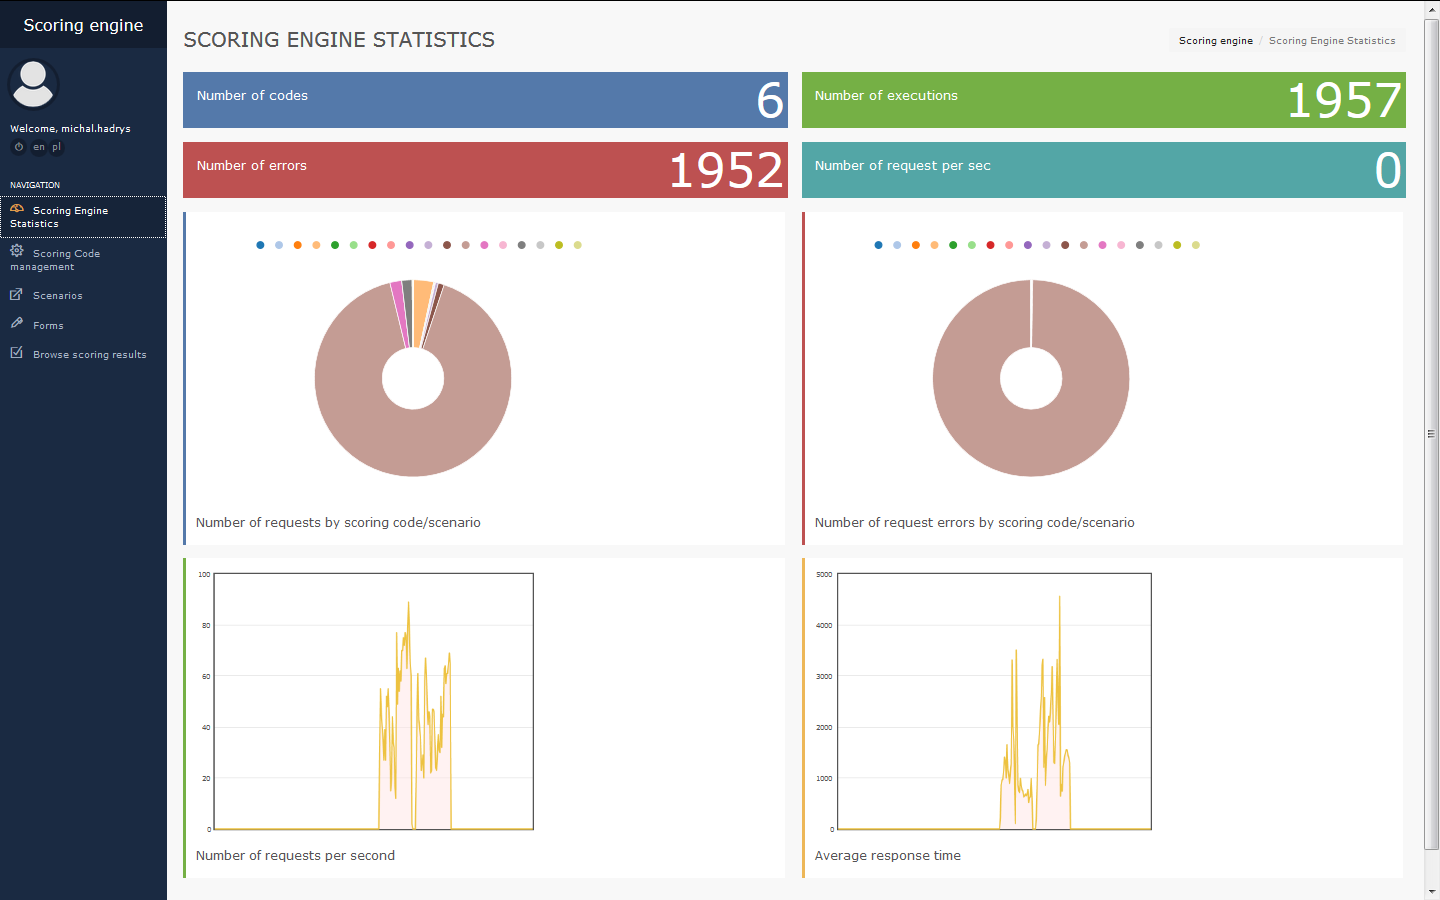 Scoring engine
Welcome, michal.hadrys
en pl
NAVIGATION
Scoring Engine
Statistics
Scoring Code
management
Scenarios
Forms
Browse scoring results
SCORING ENGINE STATISTICS
Scoring engine / Scoring Engine Statistics
Number of codes
6
Number of executions
1957
Number of errors
1952
Number of request per sec
0
Number of requests by scoring code/scenario
Number of request errors by scoring code/scenario
100
80
60
40
20
0
Number of requests per second
5000
4000
3000
2000
1000
0
Average response time